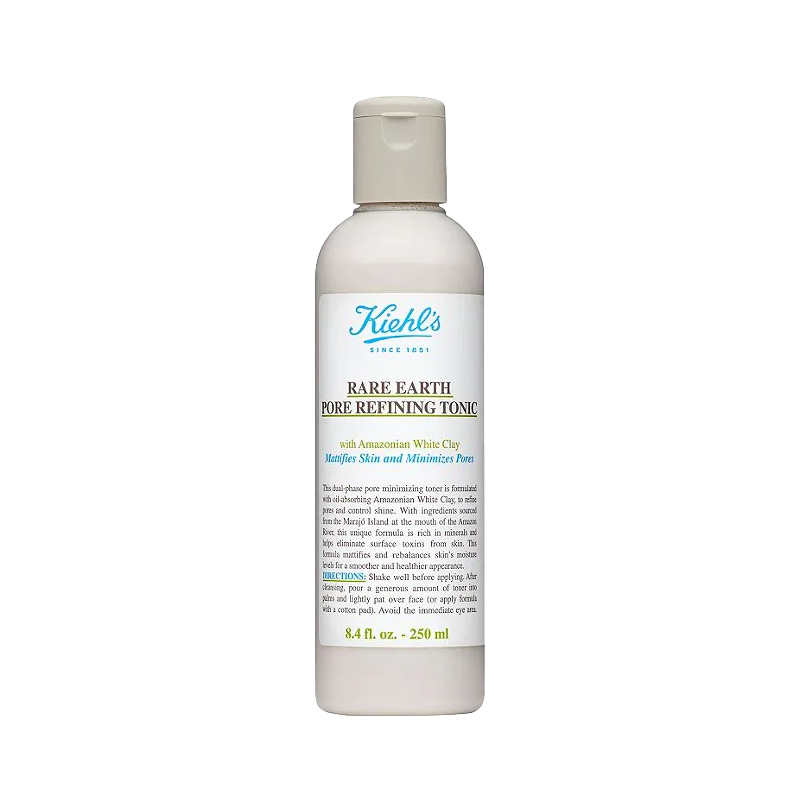 Kiehl's
SINCE 1851
RARE EARTH
PORE REFINING TONIC
with Amazonian White Clay
Mattifies Skin and Minimizes Pores
This dual-phase pore minimizing toner is formulated
with oil-absorbing Amazonian White Clay, to refine
pores and control shine. With ingredients sourced
from the Marajó Island at the mouth of the Amazon
River, this unique formula is rich in minerals and
helps eliminate surface toxins from skin. This
formula mattifies and rebalances skin's moisture
levels for a smoother and healthier appearance.
DIRECTIONS: Shake well before applying. After
cleansing, pour a generous amount of toner into
palms and lightly pat over face (or apply formula
with a cotton pad). Avoid the immediate eye area.
8.4 fl. oz. - 250 ml